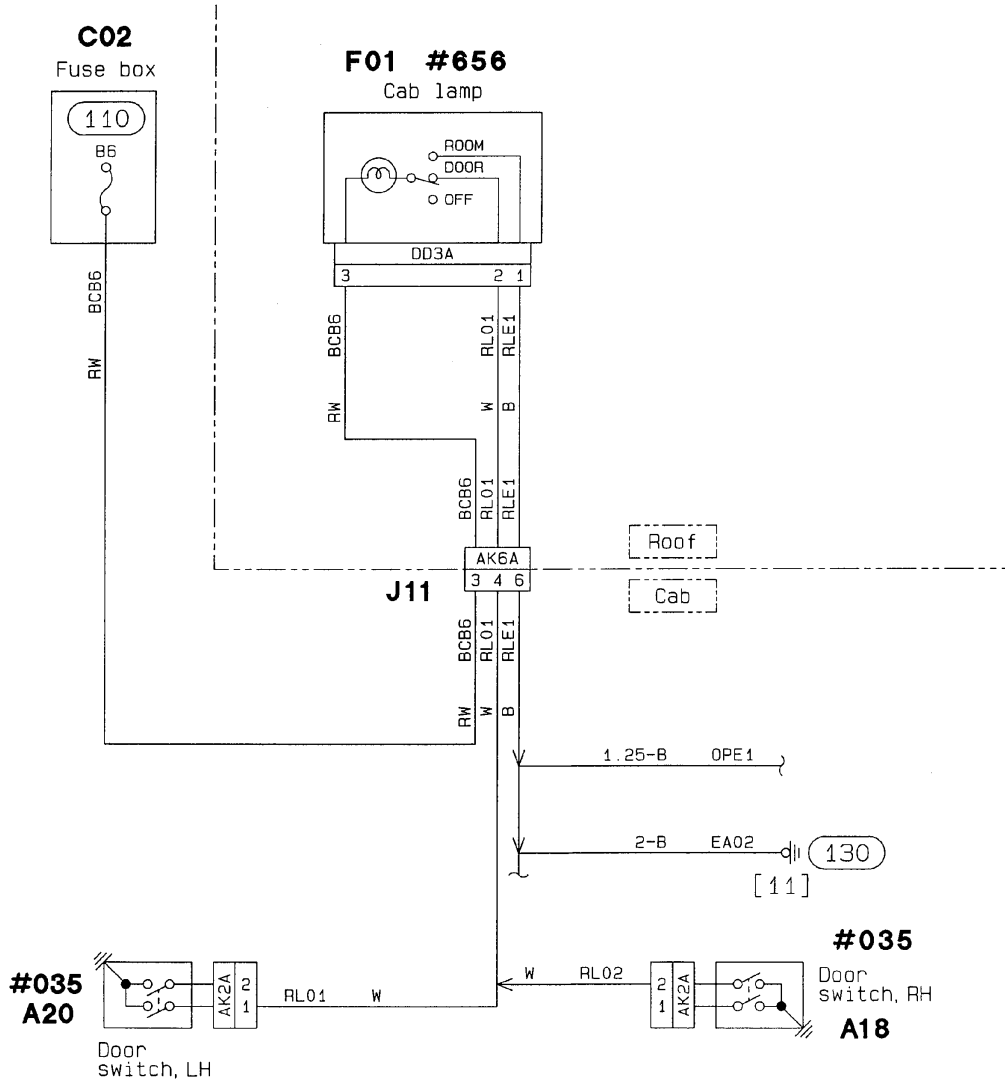 C02
Fuse box
110
B6
F01 #656
Cab lamp
ROOM
DOOR
OFF
DD3A
3 2 1
BCB6
RW
BCB6
RL01
RLE1
RW
W
B
BCB6
RL01
RLE1
AK6A
3 4 6
J11
Roof
Cab
BCB6
RL01
RLE1
RW
W
B
1.25-B OPE1
2-B EA02
130
[11]
#035
A20
Door
switch, LH
AK2A
2
1
RL01 W
W RL02
2
1
AK2A
#035
Door
switch, RH
A18